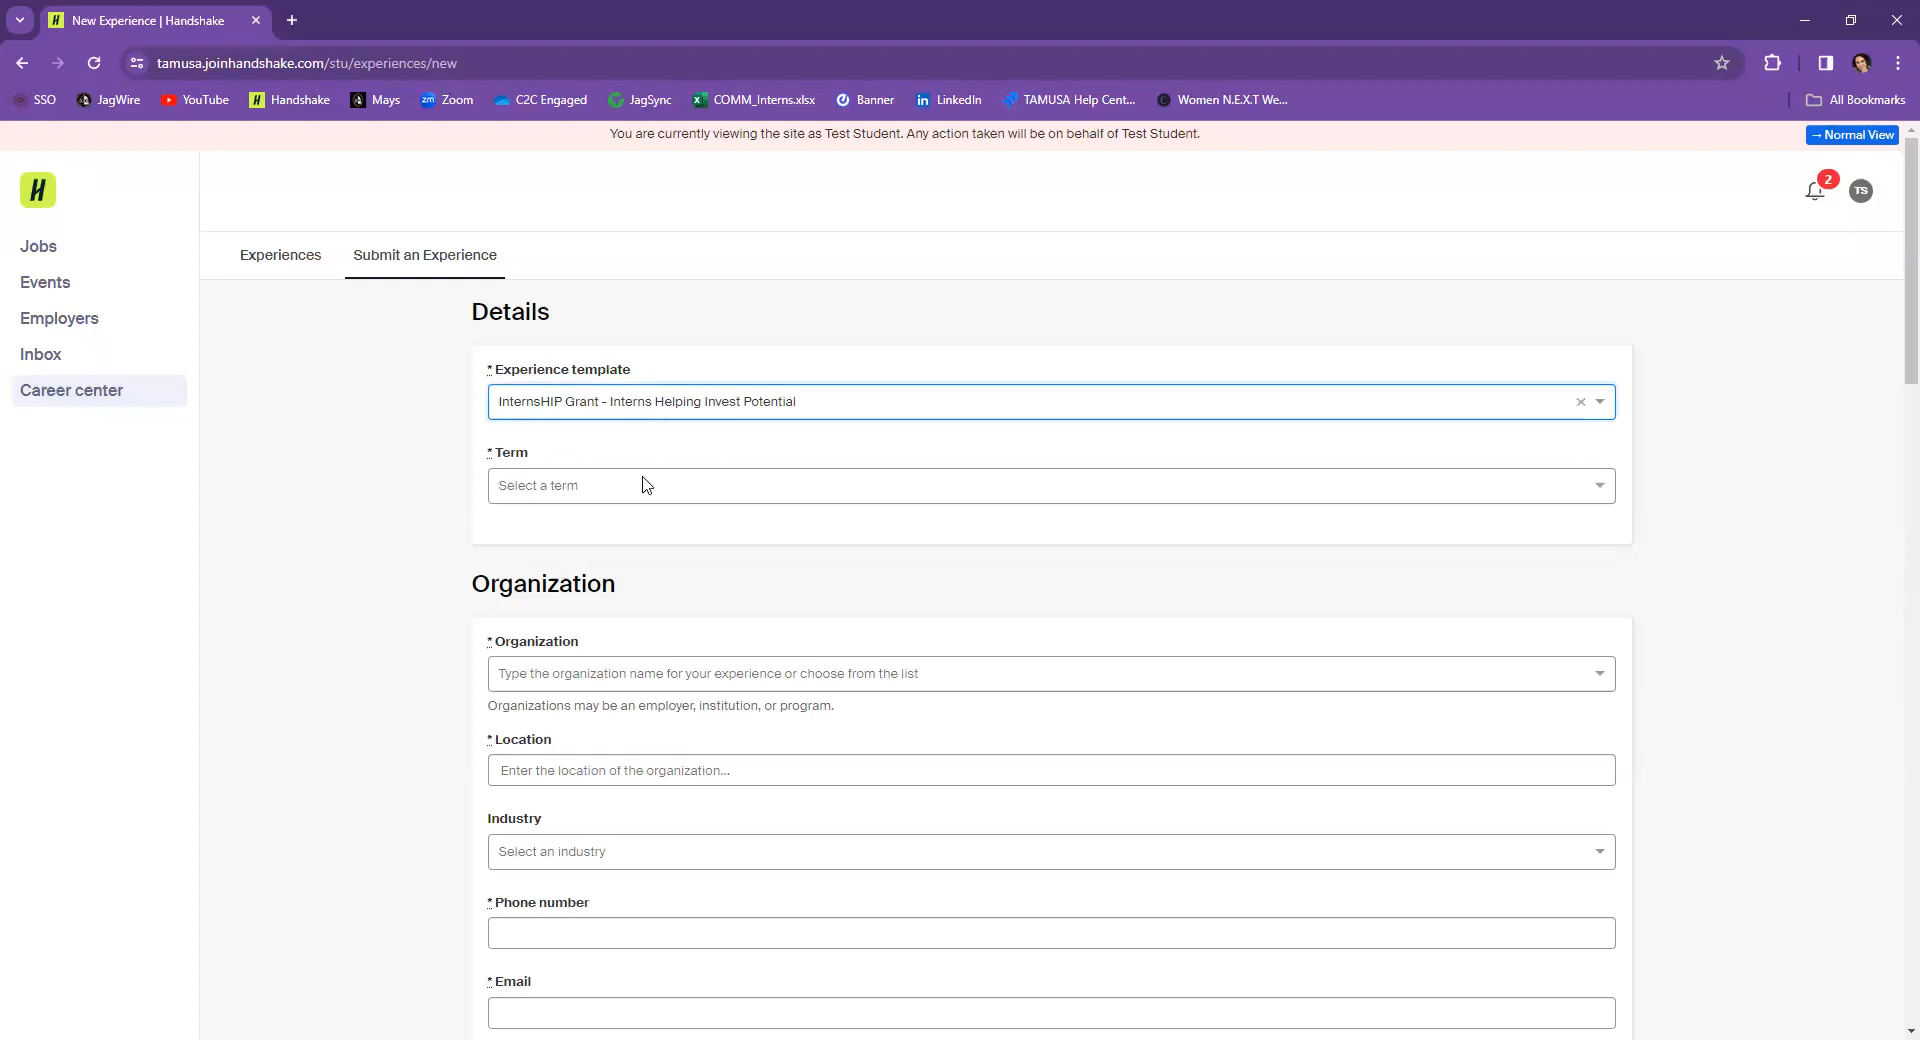 New Experience | Handshake
tamusa.joinhandshake.com/stu/experiences/new
SSO JagWire YouTube Handshake Mays Zoom C2C Engaged JagSync COMM_Interns.xlsx Banner LinkedIn TAMUSA Help Cent... Women N.E.X.T We... All Bookmarks
You are currently viewing the site as Test Student. Any action taken will be on behalf of Test Student.
→ Normal View
H
2
TS
Jobs
Events
Employers
Inbox
Career center
Experiences Submit an Experience
Details
* Experience template
InternsHIP Grant - Interns Helping Invest Potential
* Term
Select a term
Organization
* Organization
Type the organization name for your experience or choose from the list
Organizations may be an employer, institution, or program.
* Location
Enter the location of the organization...
Industry
Select an industry
* Phone number
* Email